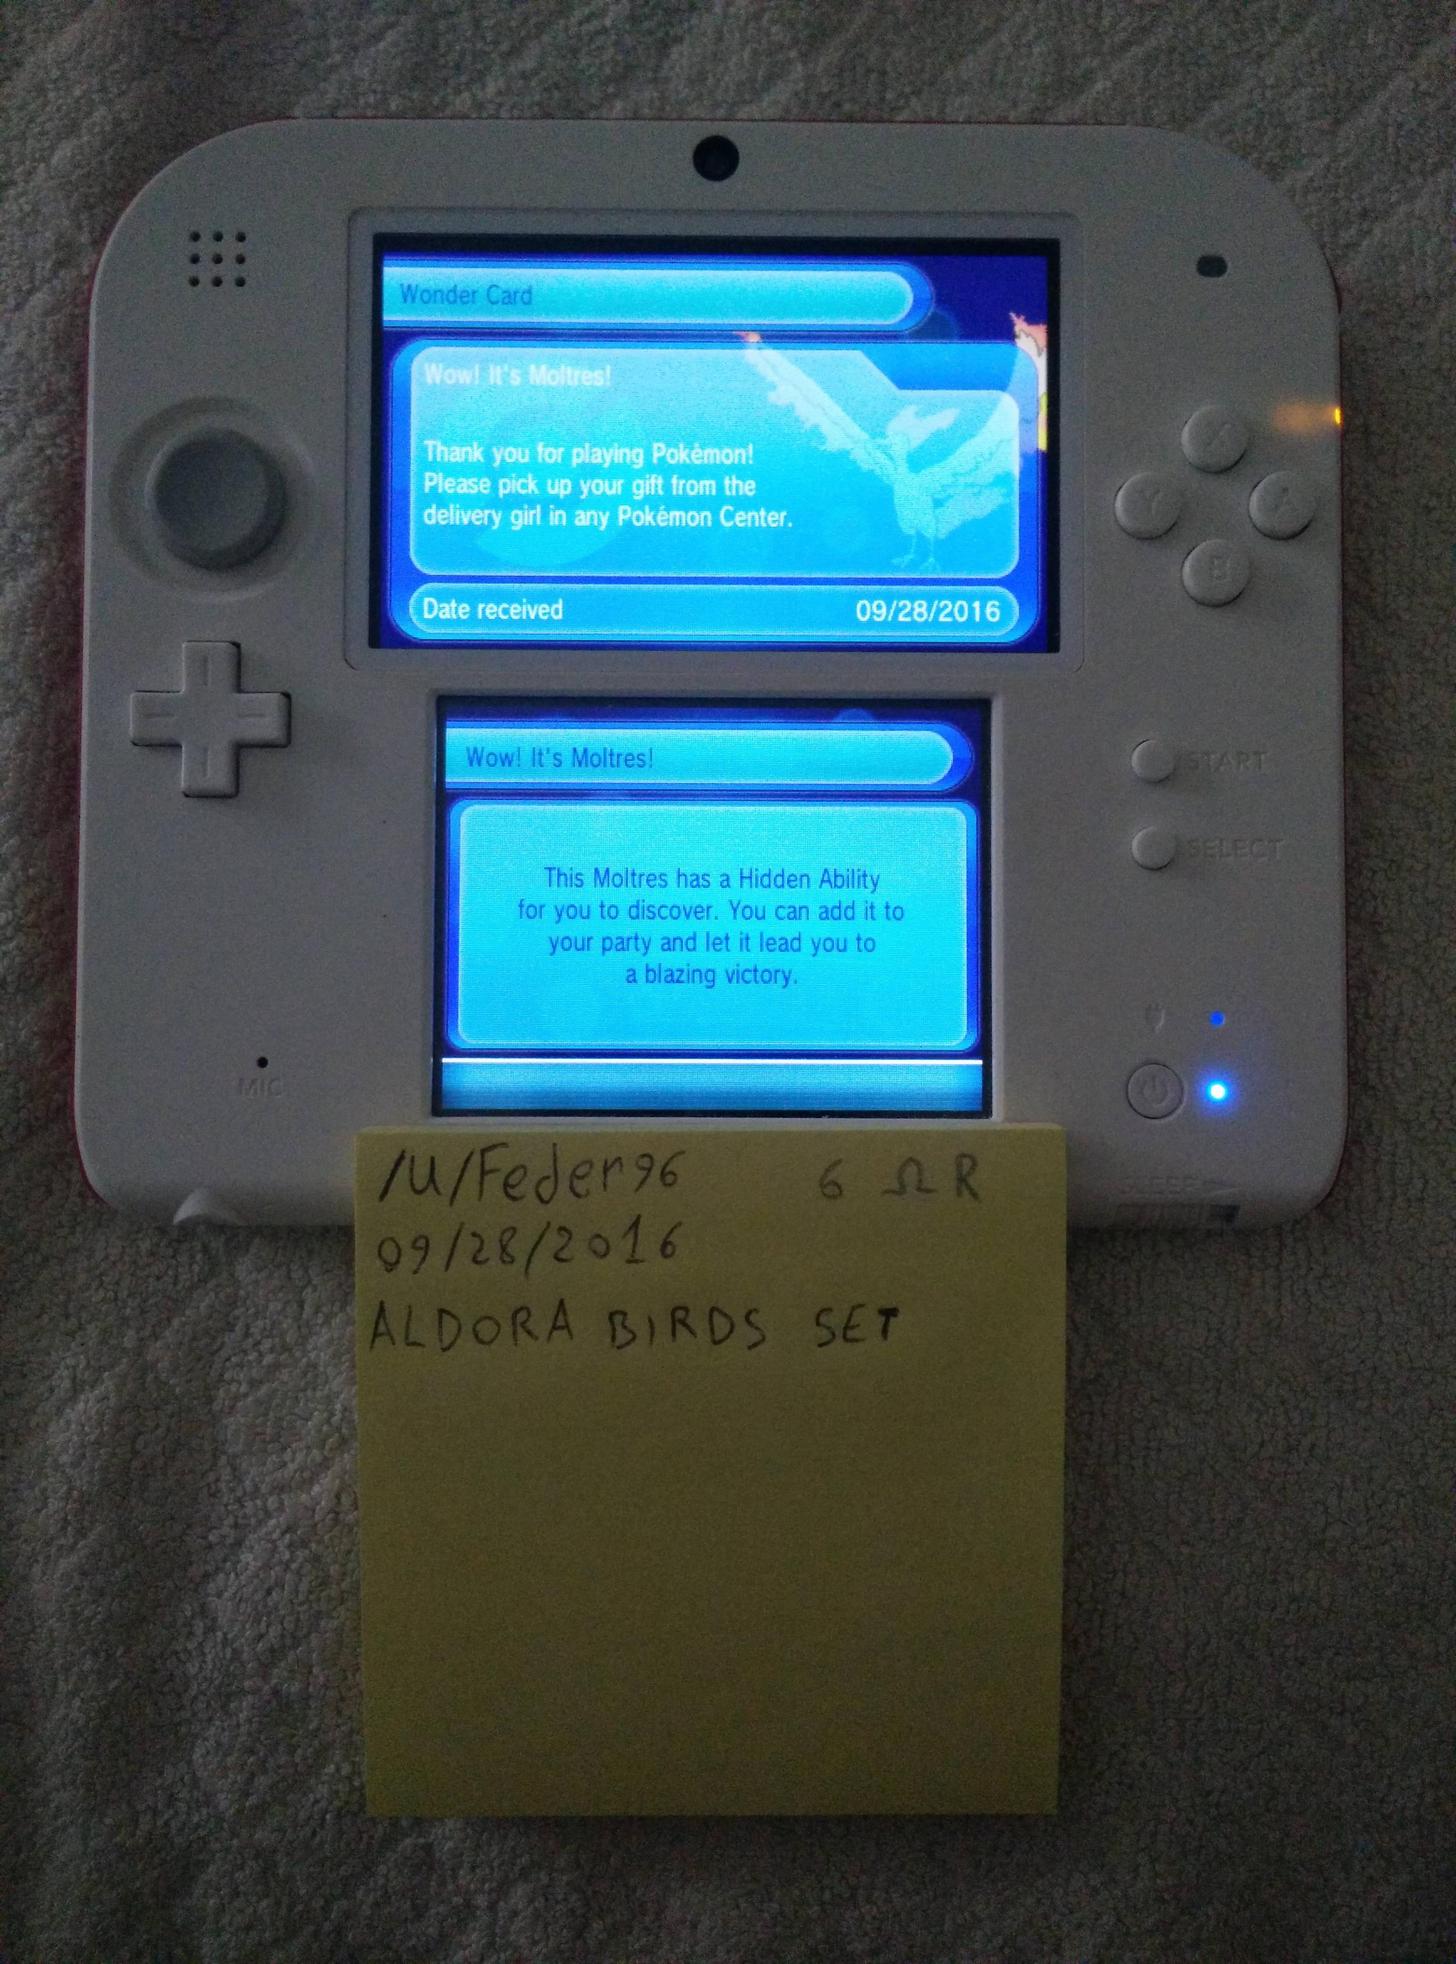 Wonder Card
Wow! It's Moltres!
Thank you for playing Pokémon!
Please pick up your gift from the
delivery girl in any Pokémon Center.
Date received 09/28/2016
Wow! It's Moltres!
This Moltres has a Hidden Ability
for you to discover. You can add it to
your party and let it lead you to
a blazing victory.
X
Y A
B
START
SELECT
MIC
/U/Feder96 6 ΩR
09/28/2016
ALDORA BIRDS SET